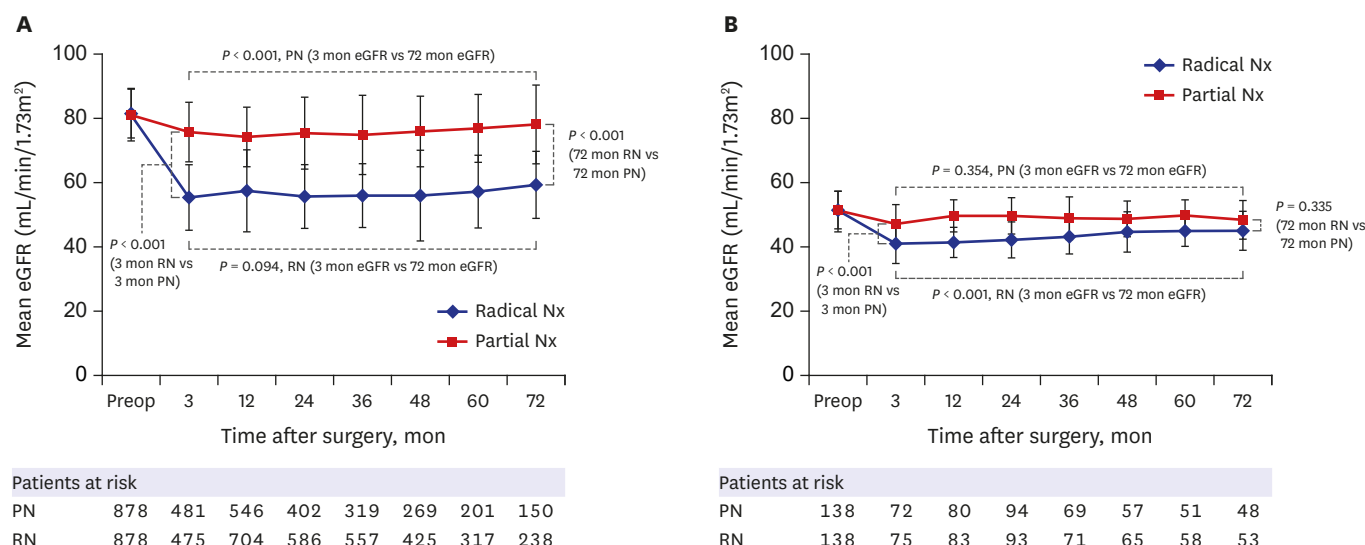 A
Mean eGFR (mL/min/1.73m²)
100
80
60
40
20
0
P < 0.001, PN (3 mon eGFR vs 72 mon eGFR)
P < 0.001
(72 mon RN vs
72 mon PN)
P < 0.001
(3 mon RN vs
3 mon PN)
P = 0.094, RN (3 mon eGFR vs 72 mon eGFR)
Radical Nx
Partial Nx
Preop 3 12 24 36 48 60 72
Time after surgery, mon
Patients at risk
PN 878 481 546 402 319 269 201 150
RN 878 475 704 586 557 425 317 238
B
Mean eGFR (mL/min/1.73m²)
100
80
60
40
20
0
Radical Nx
Partial Nx
P = 0.354, PN (3 mon eGFR vs 72 mon eGFR)
P = 0.335
(72 mon RN vs
72 mon PN)
P < 0.001
(3 mon RN vs
3 mon PN)
P < 0.001, RN (3 mon eGFR vs 72 mon eGFR)
Preop 3 12 24 36 48 60 72
Time after surgery, mon
Patients at risk
PN 138 72 80 94 69 57 51 48
RN 138 75 83 93 71 65 58 53